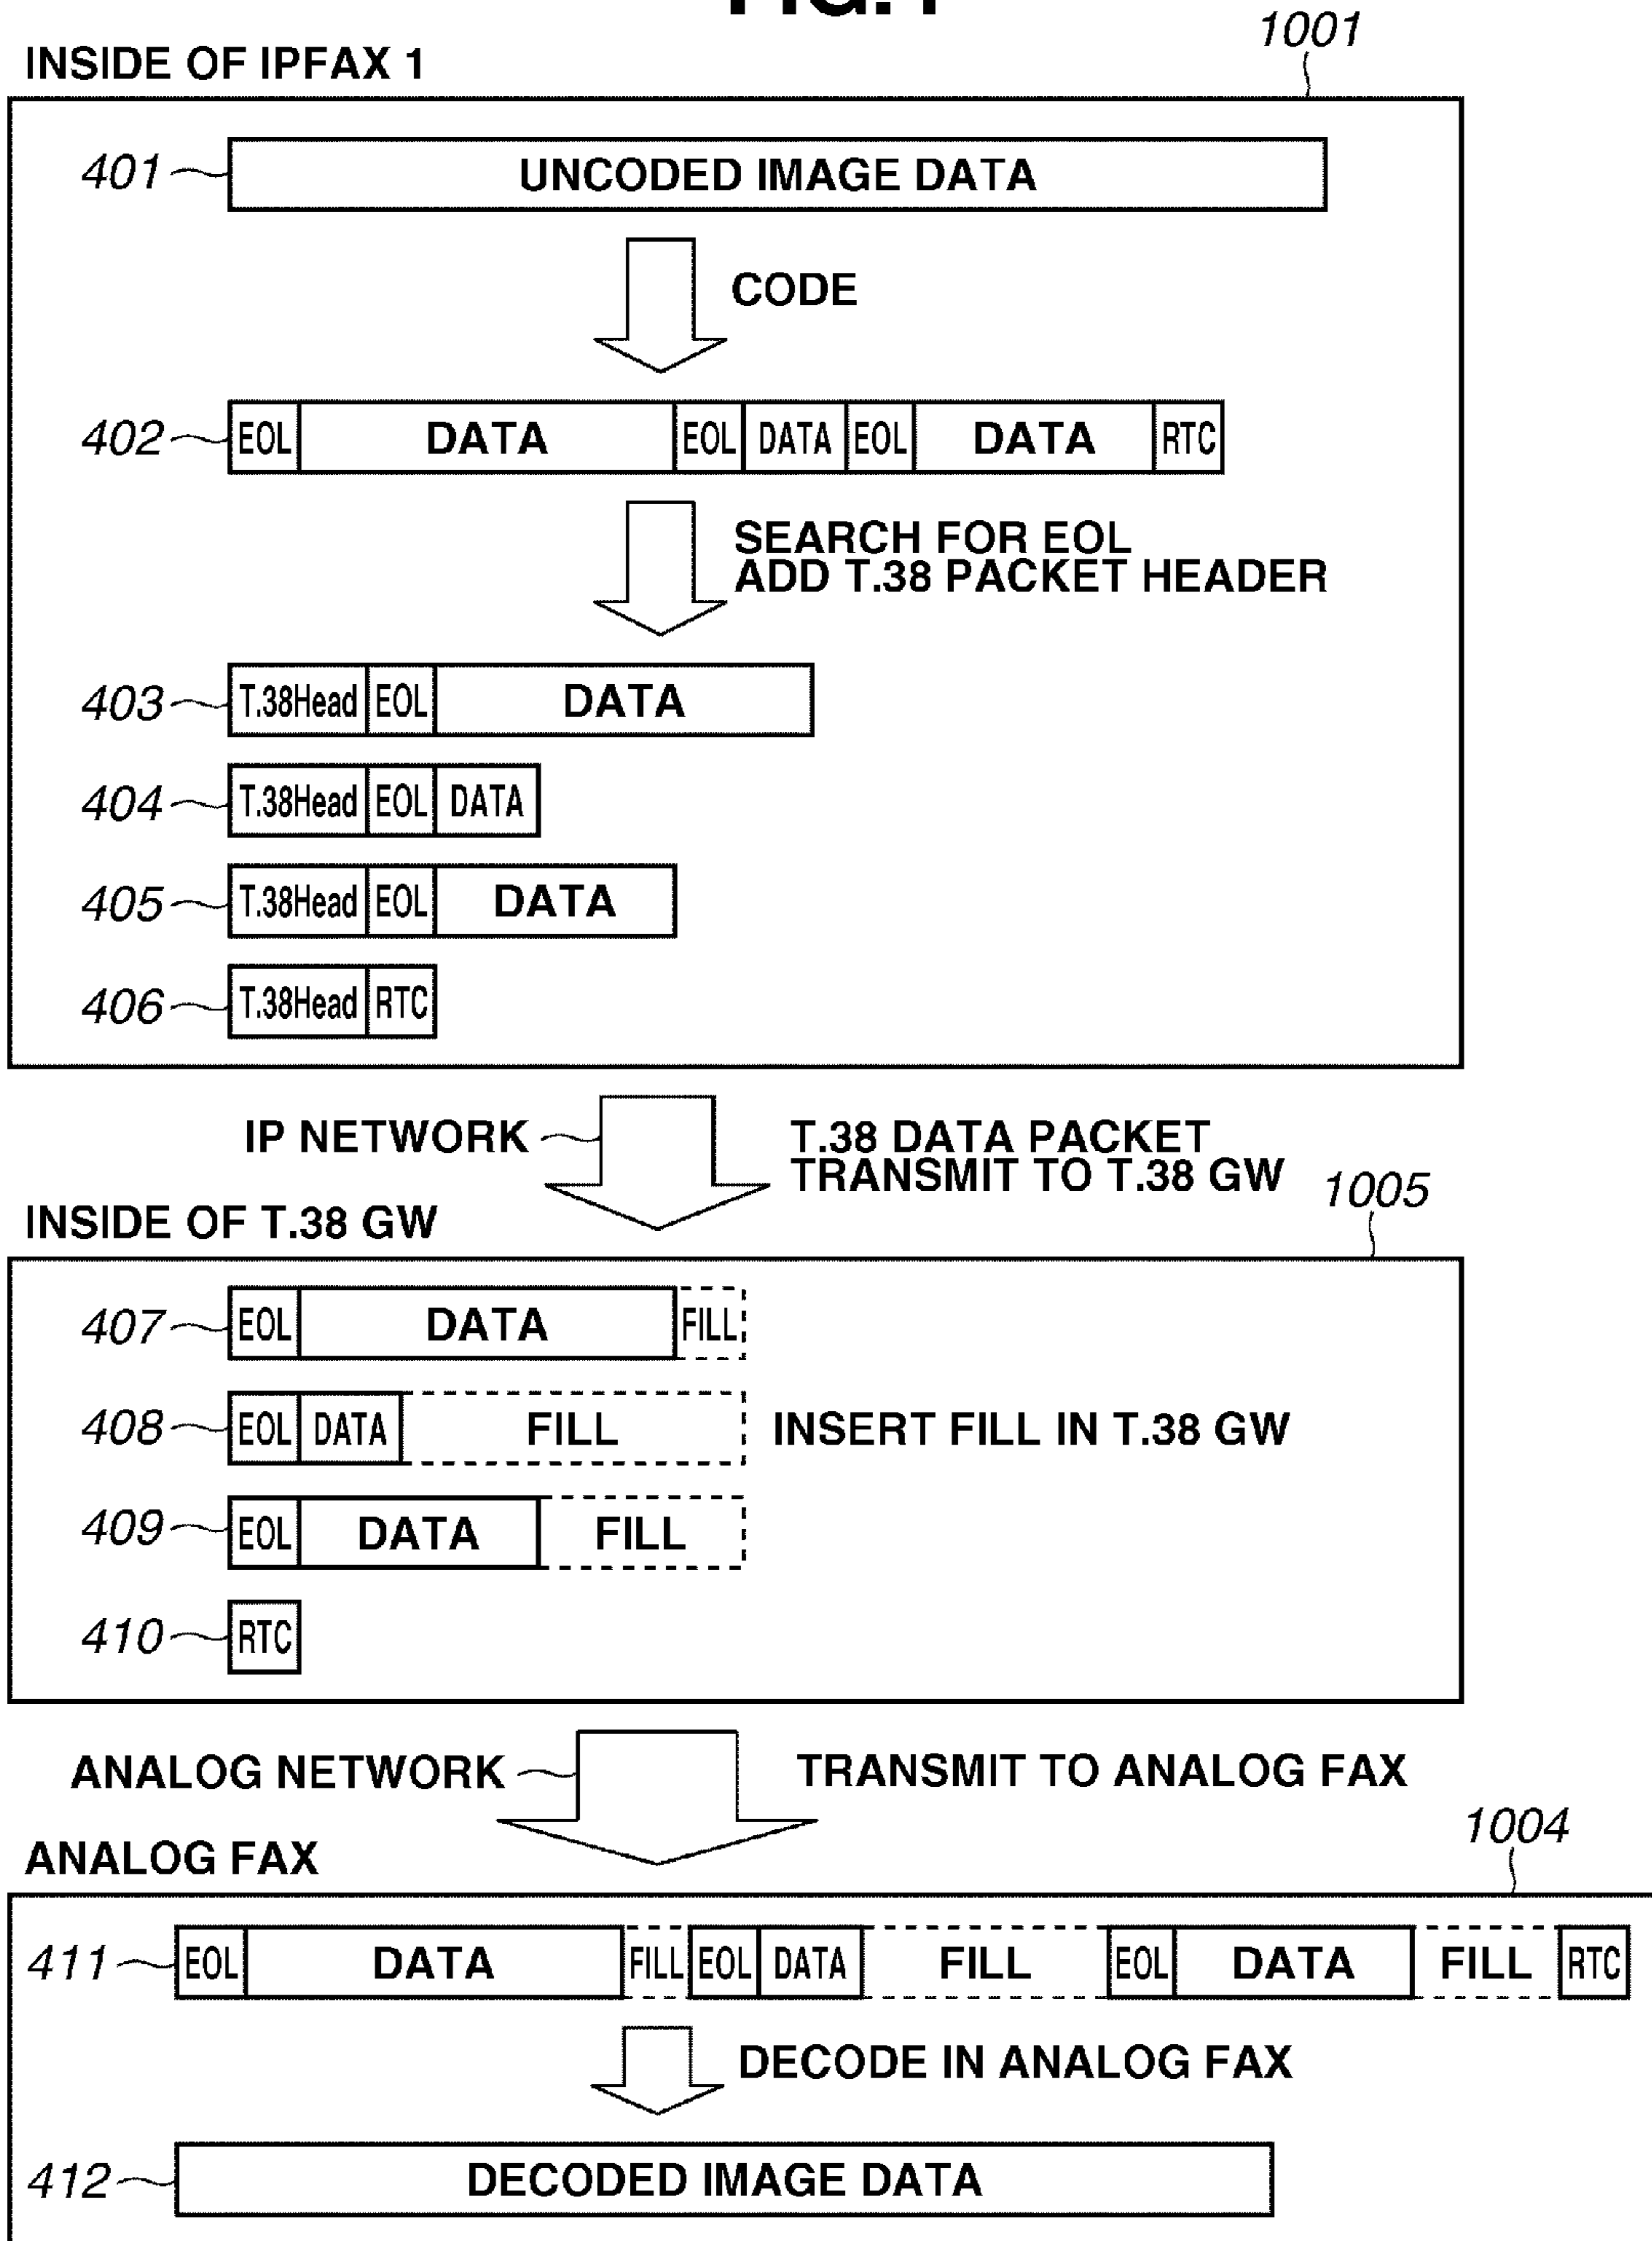 FIG.4
1001
INSIDE OF IPFAX 1
401 UNCODED IMAGE DATA
CODE
402 EOL DATA EOL DATA EOL DATA RTC
SEARCH FOR EOL
ADD T.38 PACKET HEADER
403 T.38Head EOL DATA
404 T.38Head EOL DATA
405 T.38Head EOL DATA
406 T.38Head RTC
IP NETWORK T.38 DATA PACKET
TRANSMIT TO T.38 GW
1005
INSIDE OF T.38 GW
407 EOL DATA FILL
408 EOL DATA FILL INSERT FILL IN T.38 GW
409 EOL DATA FILL
410 RTC
ANALOG NETWORK TRANSMIT TO ANALOG FAX
1004
ANALOG FAX
411 EOL DATA FILL EOL DATA FILL EOL DATA FILL RTC
DECODE IN ANALOG FAX
412 DECODED IMAGE DATA